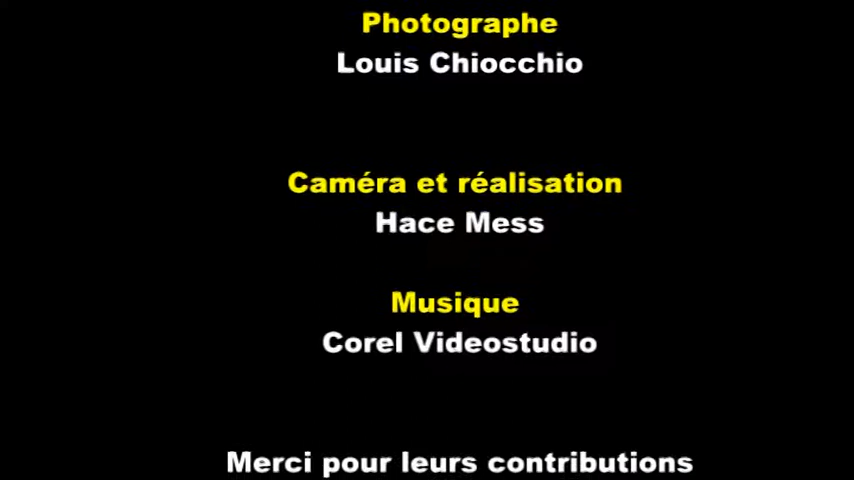 Photographe
Louis Chiocchio
Caméra et réalisation
Hace Mess
Musique
Corel Videostudio
Merci pour leurs contributions